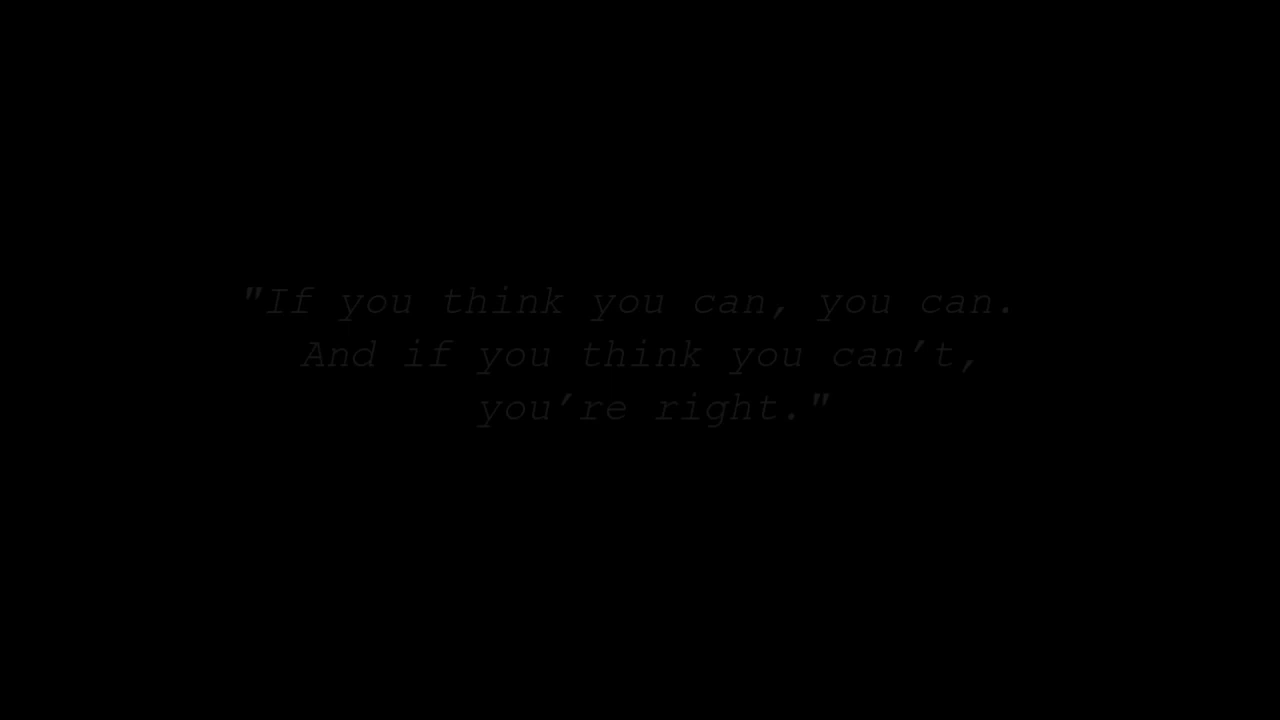 "If you think you can, you can.
And if you think you can’t,
you’re right."